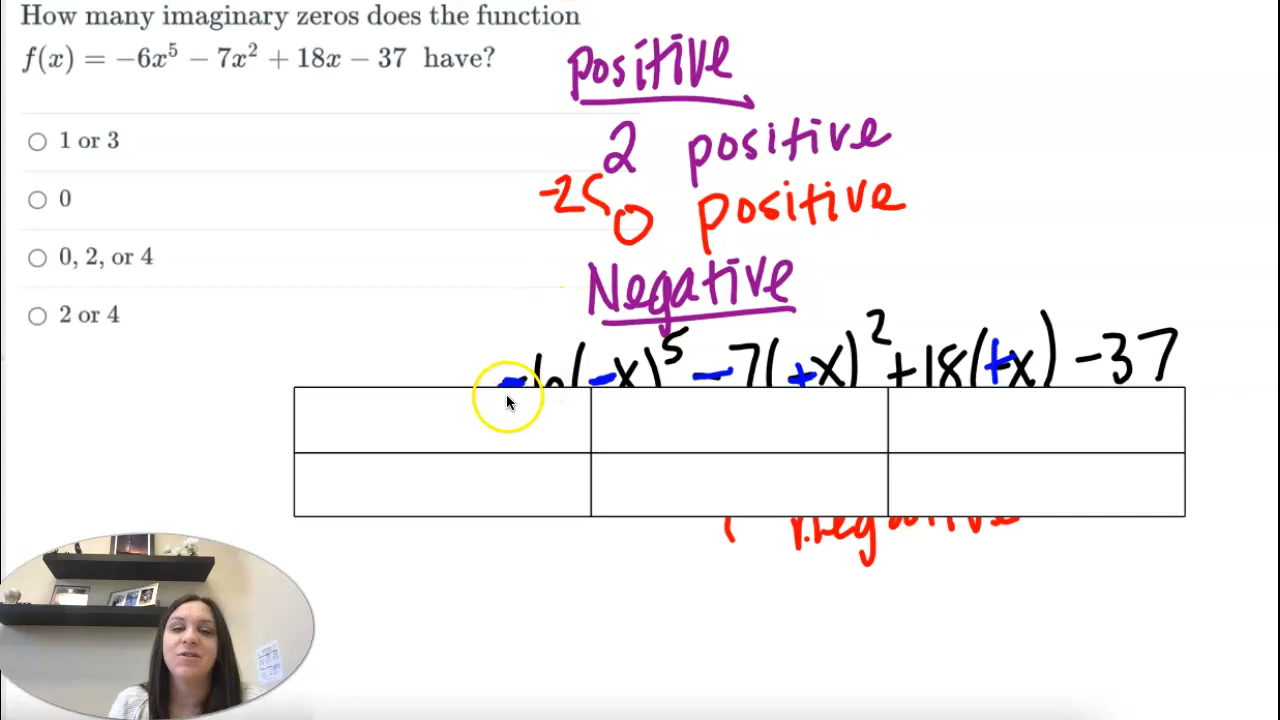 How many imaginary zeros does the function
f(x) = −6x⁵ − 7x² + 18x − 37 have?
1 or 3
0
0, 2, or 4
2 or 4
positive
2 positive
-2 0 positive
Negative
-6(-x)⁵ - 7(-x)² + 18(-x) - 37
negative